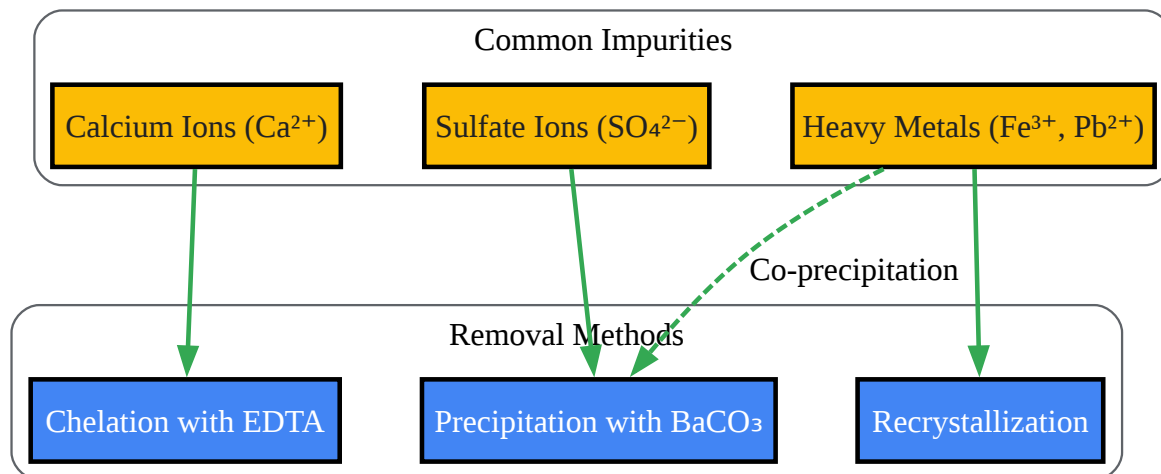 Common Impurities
Calcium Ions (Ca²⁺)
Sulfate Ions (SO₄²⁻)
Heavy Metals (Fe³⁺, Pb²⁺)
Co-precipitation
Removal Methods
Chelation with EDTA
Precipitation with BaCO₃
Recrystallization